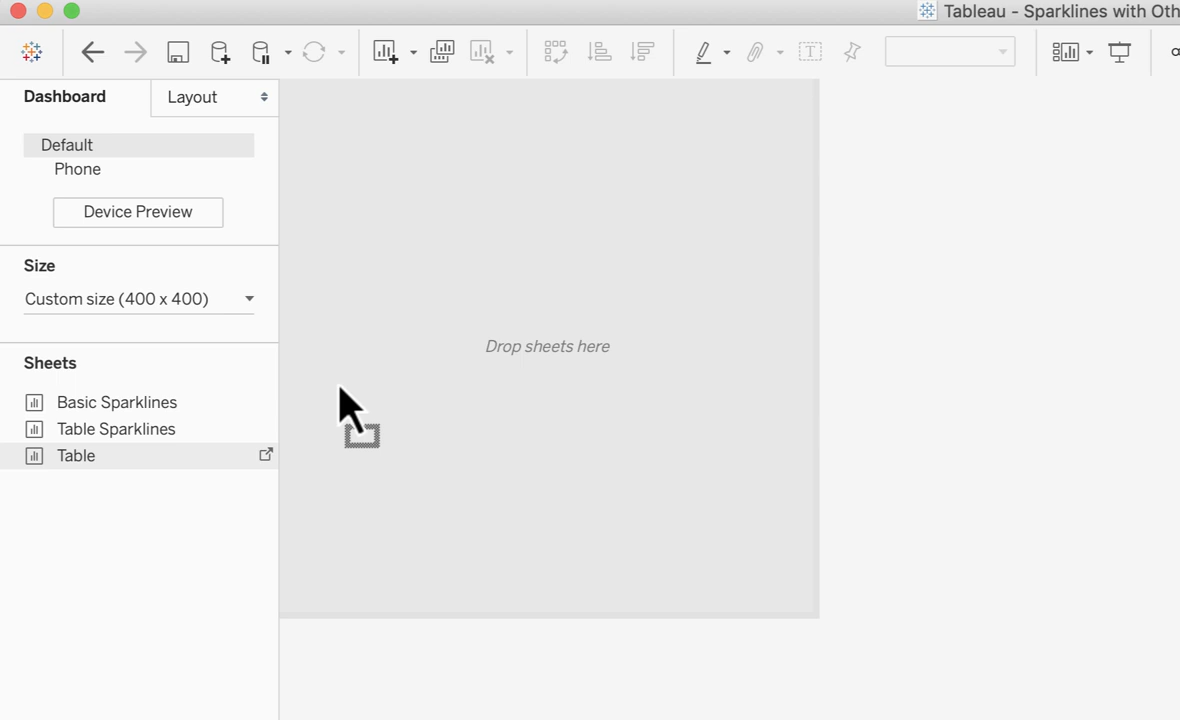 Tableau - Sparklines with Oth
Dashboard
Layout
Default
Phone
Device Preview
Size
Custom size (400 x 400)
Sheets
Basic Sparklines
Table Sparklines
Table
Drop sheets here